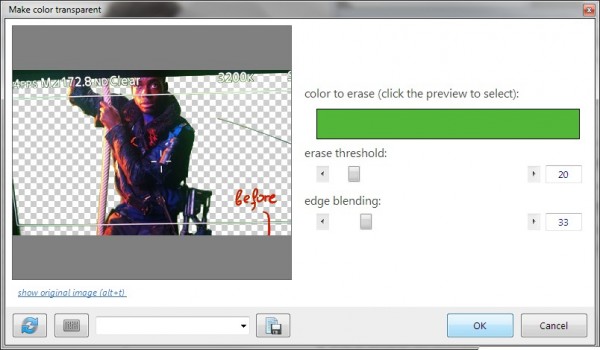 Make color transparent
3200K
172.8 ND Clear
before
color to erase (click the preview to select):
erase threshold:
20
edge blending:
33
show original image (alt+t)
OK
Cancel